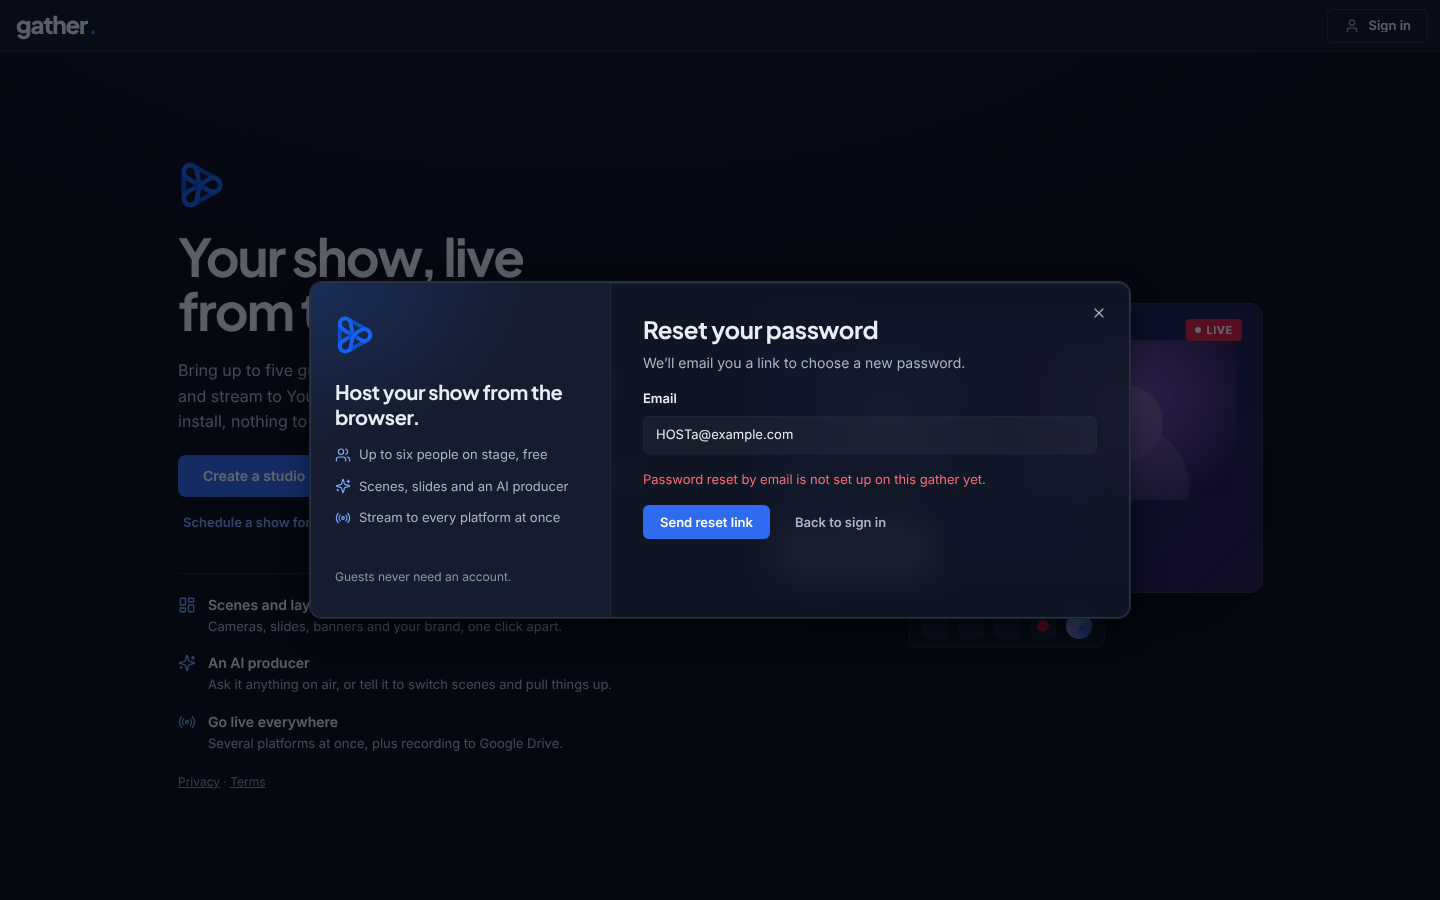 gather.
Sign in
Your show, live
from t
Bring up to five g
and stream to You
install, nothing to
Create a studio
Schedule a show for
Scenes and lay
Cameras, slides, banners and your brand, one click apart.
An AI producer
Ask it anything on air, or tell it to switch scenes and pull things up.
Go live everywhere
Several platforms at once, plus recording to Google Drive.
Privacy · Terms
Host your show from the
browser.
Up to six people on stage, free
Scenes, slides and an AI producer
Stream to every platform at once
Guests never need an account.
Reset your password
We’ll email you a link to choose a new password.
Email
HOSTa@example.com
Password reset by email is not set up on this gather yet.
Send reset link
Back to sign in
LIVE